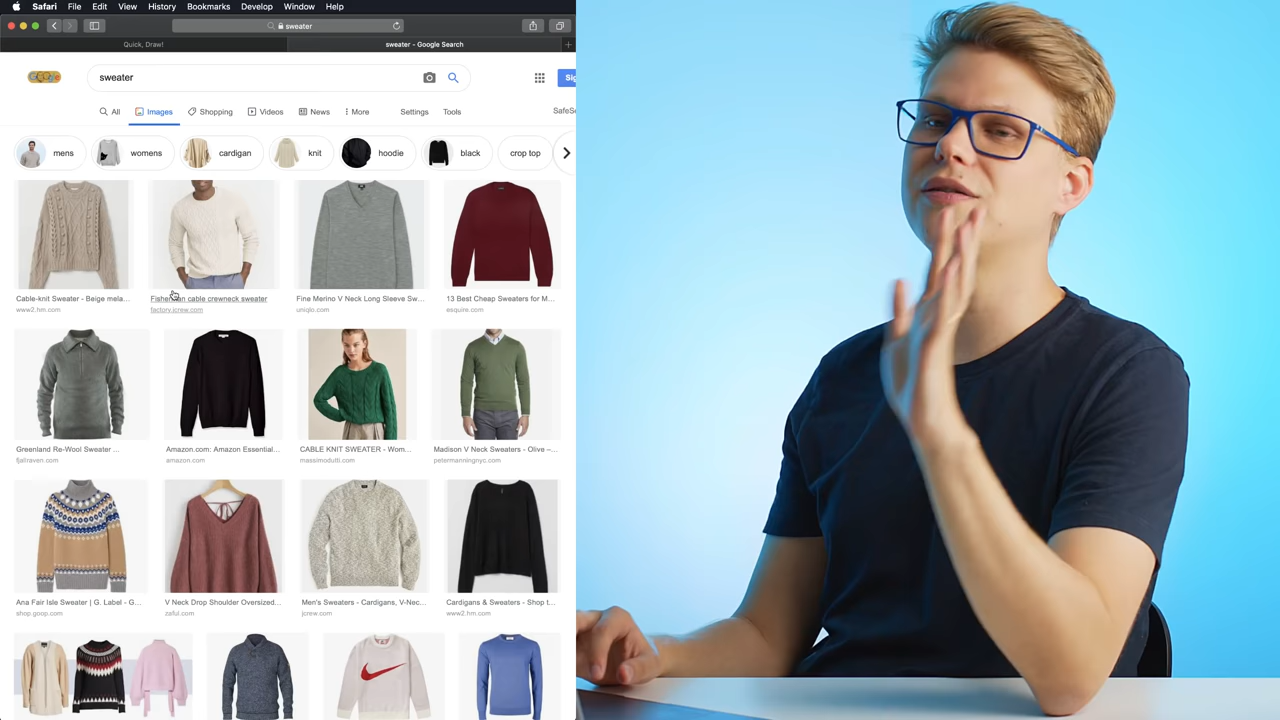 Safari File Edit View History Bookmarks Develop Window Help
sweater
Quick, Draw!
sweater - Google Search
sweater
All Images Shopping Videos News More Settings Tools
mens womens cardigan knit hoodie black crop top
Cable-knit Sweater - Beige mela...
www2.hm.com
Fisherman cable crewneck sweater
factory.jcrew.com
Fine Merino V Neck Long Sleeve Sw...
uniqlo.com
13 Best Cheap Sweaters for M...
esquire.com
Greenland Re-Wool Sweater ...
fjallraven.com
Amazon.com: Amazon Essential...
amazon.com
CABLE KNIT SWEATER - Wom...
massimodutti.com
Madison V Neck Sweaters - Olive –...
petermanningnyc.com
Ana Fair Isle Sweater | G. Label - G...
shop.goop.com
V Neck Drop Shoulder Oversized...
zaful.com
Men's Sweaters - Cardigans, V-Nec...
jcrew.com
Cardigans & Sweaters - Shop t...
www2.hm.com